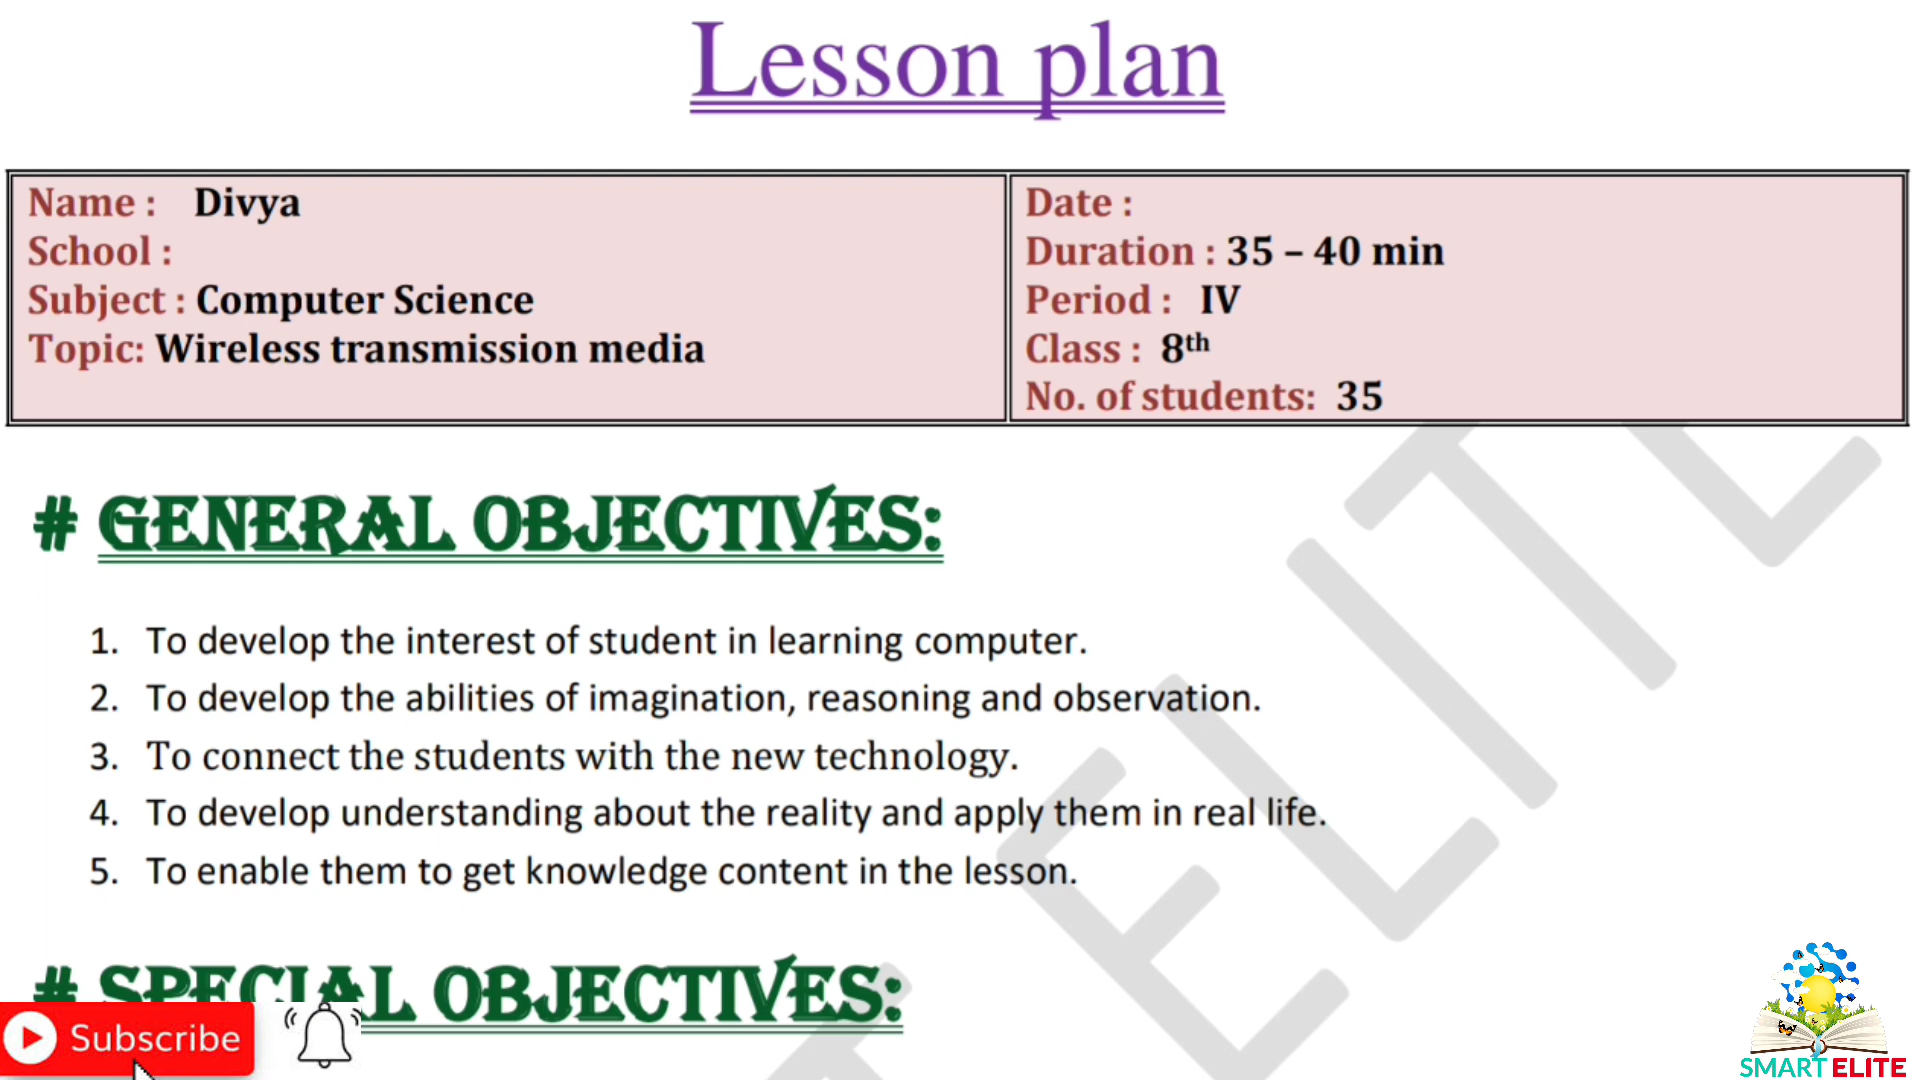 Lesson plan
Name : Divya
School :
Subject : Computer Science
Topic: Wireless transmission media
Date :
Duration : 35 – 40 min
Period : IV
Class : 8th
No. of students: 35
# GENERAL OBJECTIVES:
1. To develop the interest of student in learning computer.
2. To develop the abilities of imagination, reasoning and observation.
3. To connect the students with the new technology.
4. To develop understanding about the reality and apply them in real life.
5. To enable them to get knowledge content in the lesson.
# SPECIAL OBJECTIVES:
Subscribe
SMART ELITE
ELITE